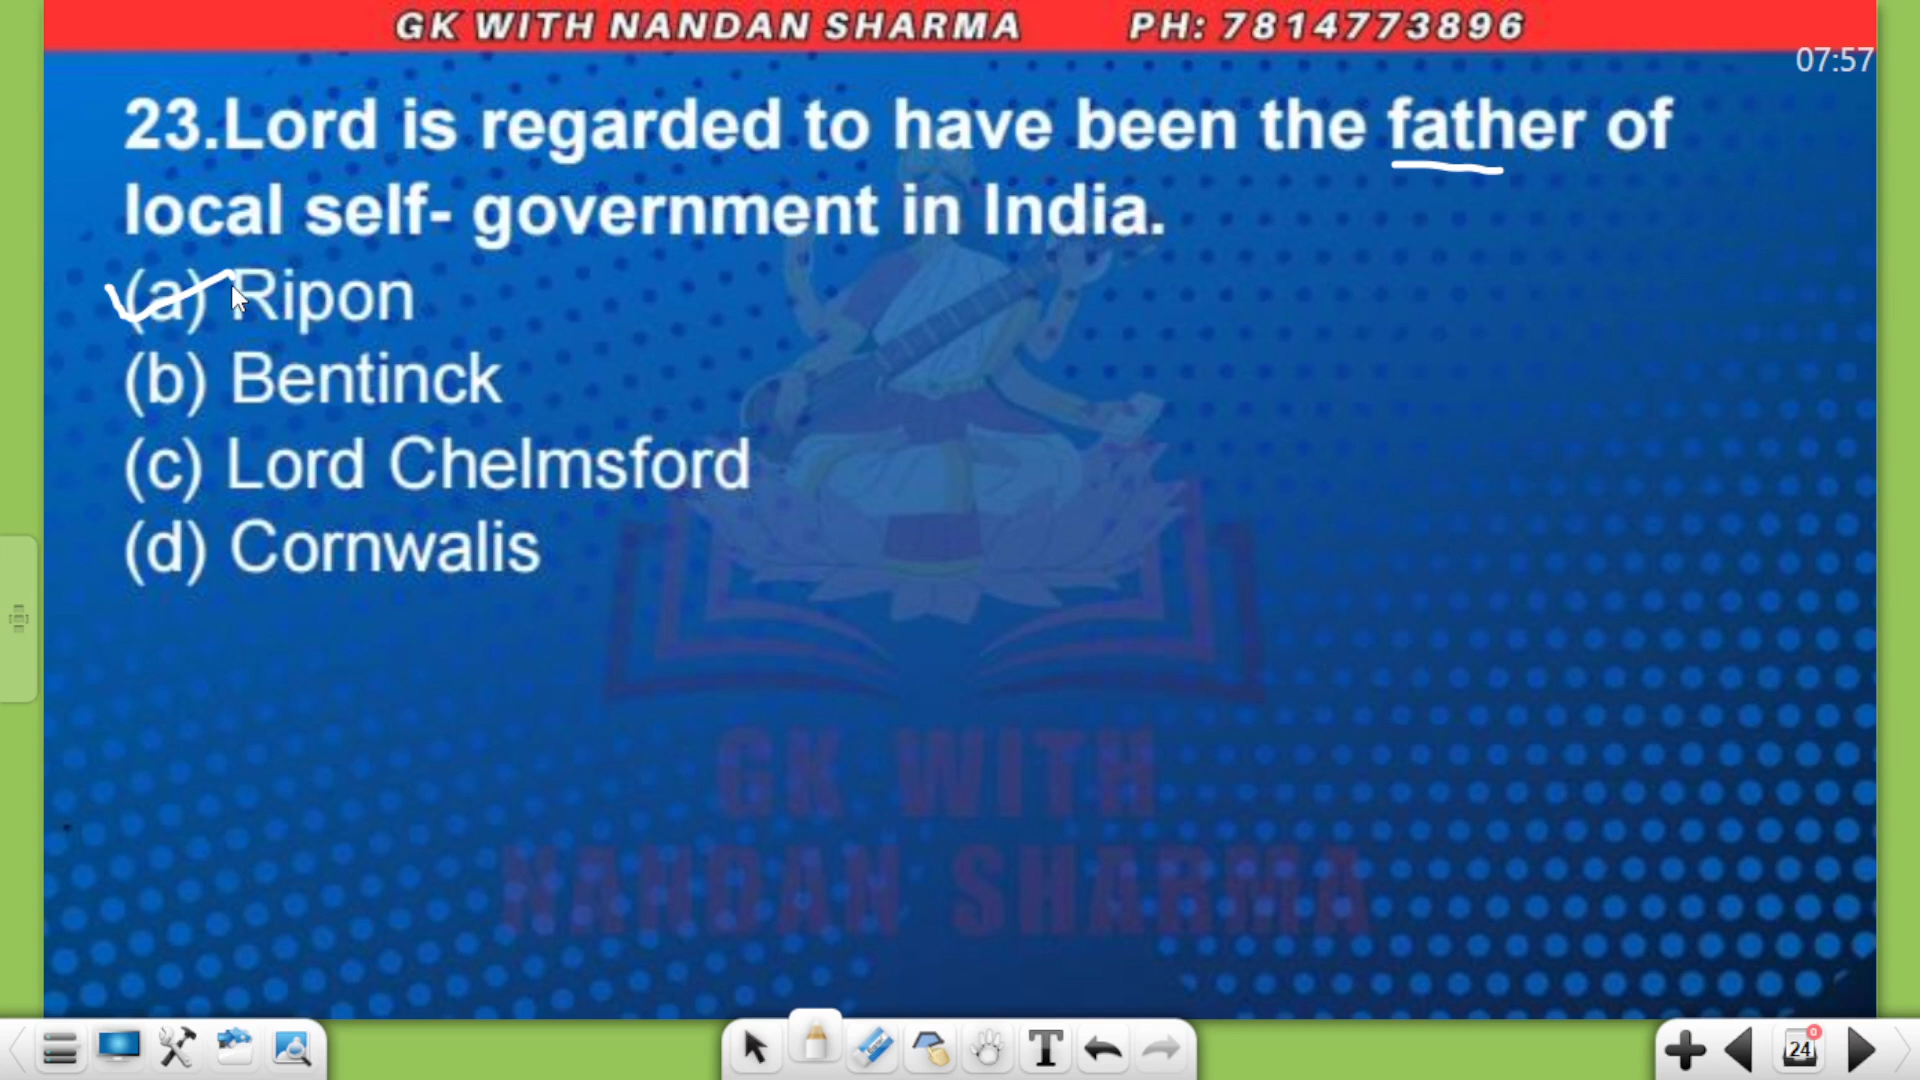 GK WITH NANDAN SHARMA PH: 7814773896
07:57
23.Lord is regarded to have been the father of
local self- government in India.
(a) Ripon
(b) Bentinck
(c) Lord Chelmsford
(d) Cornwalis
GK WITH
NANDAN SHARMA
T
0
24